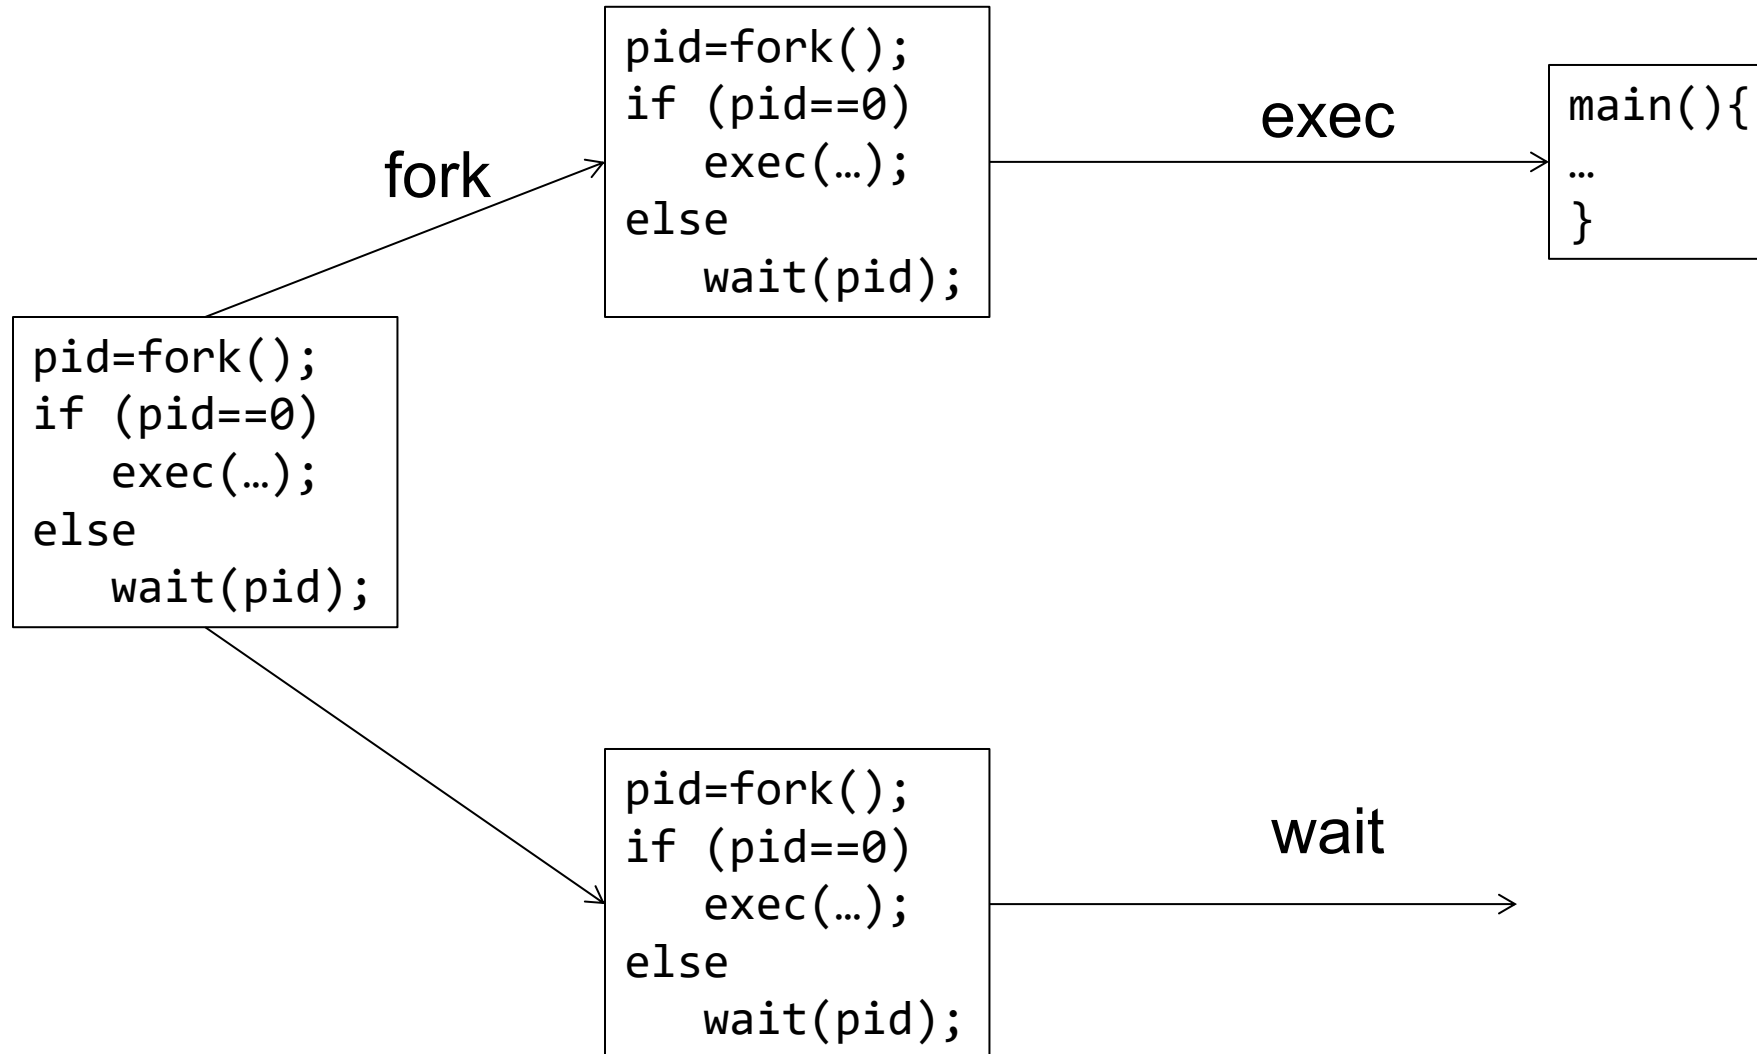 pid=fork();
if (pid==0)
   exec(…);
else
   wait(pid);
exec
main(){
…
}
fork
pid=fork();
if (pid==0)
   exec(…);
else
   wait(pid);
pid=fork();
if (pid==0)
   exec(…);
else
   wait(pid);
wait